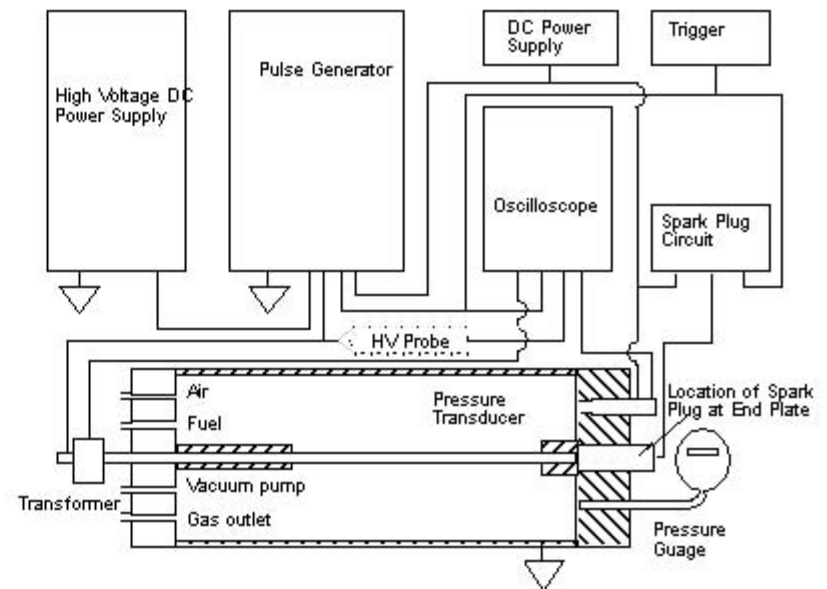 High Voltage DC
Power Supply
Pulse Generator
DC Power
Supply
Trigger
Oscilloscope
Spark Plug
Circuit
HV Probe
Air
Fuel
Pressure
Transducer
Location of Spark
Plug at End Plate
Vacuum pump
Gas outlet
Transformer
Pressure
Guage